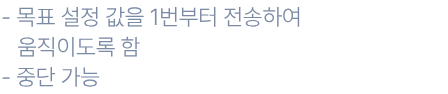 - 목표 설정 값을 1번부터 전송하여
움직이도록 함
- 중단 가능